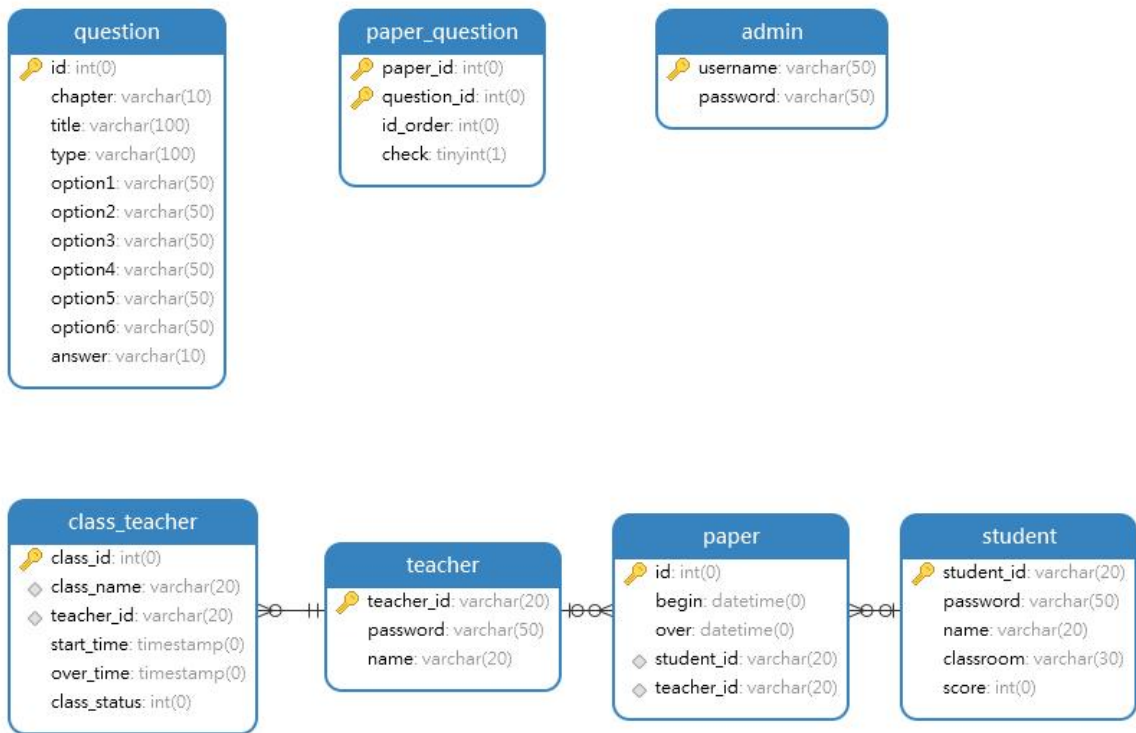 question
id: int(0)
chapter: varchar(10)
title: varchar(100)
type: varchar(100)
option1: varchar(50)
option2: varchar(50)
option3: varchar(50)
option4: varchar(50)
option5: varchar(50)
option6: varchar(50)
answer: varchar(10)
paper_question
paper_id: int(0)
question_id: int(0)
id_order: int(0)
check: tinyint(1)
admin
username: varchar(50)
password: varchar(50)
class_teacher
class_id: int(0)
class_name: varchar(20)
teacher_id: varchar(20)
start_time: timestamp(0)
over_time: timestamp(0)
class_status: int(0)
teacher
teacher_id: varchar(20)
password: varchar(50)
name: varchar(20)
paper
id: int(0)
begin: datetime(0)
over: datetime(0)
student_id: varchar(20)
teacher_id: varchar(20)
student
student_id: varchar(20)
password: varchar(50)
name: varchar(20)
classroom: varchar(30)
score: int(0)